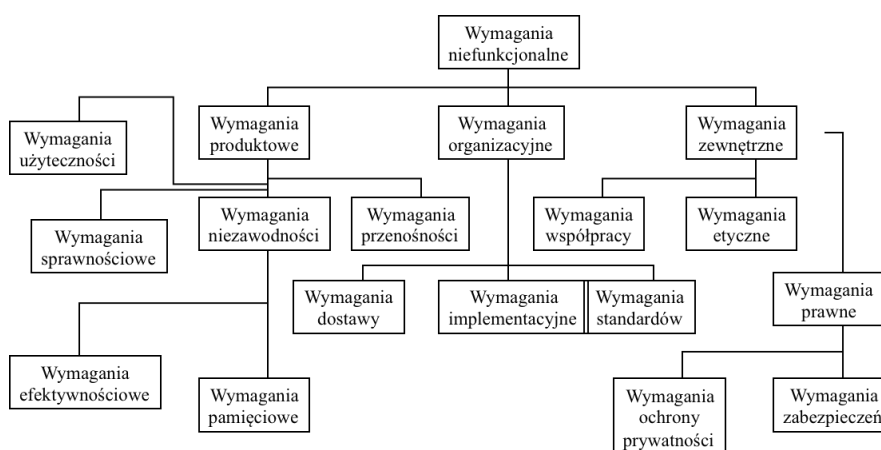 Wymagania
niefunkcjonalne
Wymagania
produktowe
Wymagania
organizacyjne
Wymagania
zewnętrzne
Wymagania
użyteczności
Wymagania
sprawnościowe
Wymagania
niezawodności
Wymagania
przenośności
Wymagania
współpracy
Wymagania
etyczne
Wymagania
dostawy
Wymagania
implementacyjne
Wymagania
standardów
Wymagania
prawne
Wymagania
efektywnościowe
Wymagania
pamięciowe
Wymagania
ochrony
prywatności
Wymagania
zabezpieczeń